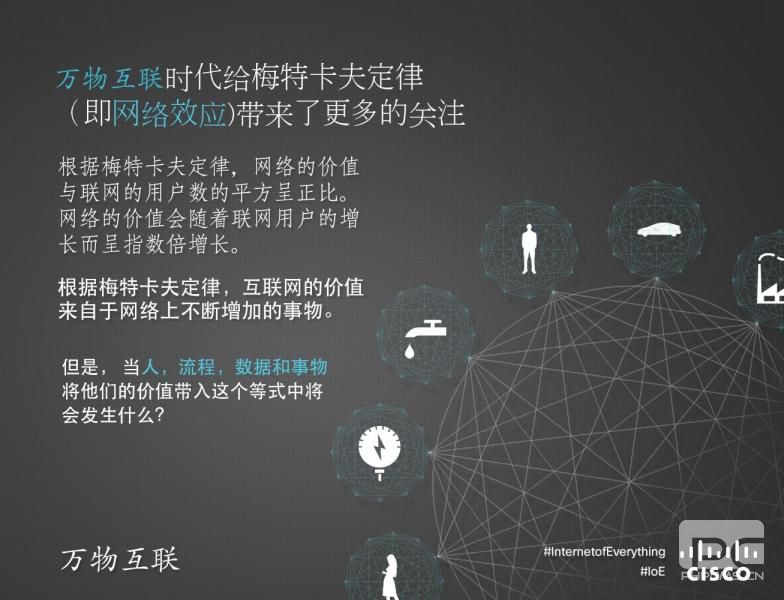 万物互联时代给梅特卡夫定律
（即网络效应)带来了更多的关注
根据梅特卡夫定律，网络的价值
与联网的用户数的平方呈正比。
网络的价值会随着联网用户的增
长而呈指数倍增长。
根据梅特卡夫定律，互联网的价值
来自于网络上不断增加的事物。
但是， 当人，流程，数据和事物
将他们的价值带入这个等式中将
会发生什么？
万物互联
#InternetofEverything
#IoE
CISCO